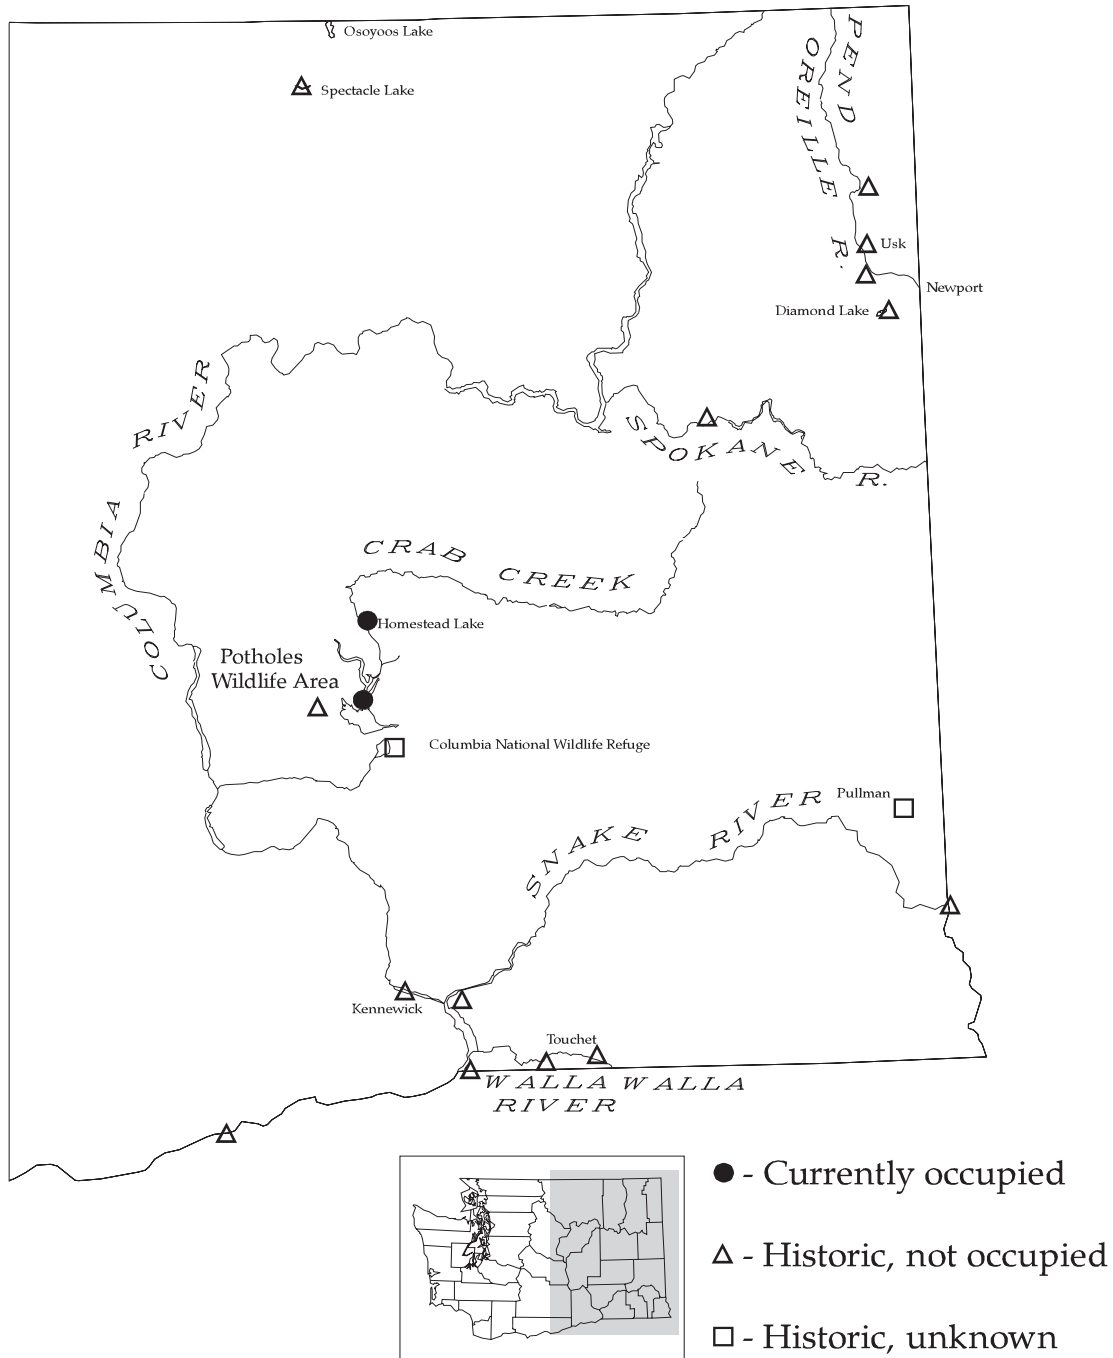 Osoyoos Lake
Spectacle Lake
PEND
OREILLE R.
Usk
Newport
Diamond Lake
COLUMBIA RIVER
SPOKANE R.
CRAB CREEK
Homestead Lake
Potholes
Wildlife Area
Columbia National Wildlife Refuge
Pullman
SNAKE RIVER
Kennewick
Touchet
WALLA WALLA
RIVER
- Currently occupied
- Historic, not occupied
- Historic, unknown